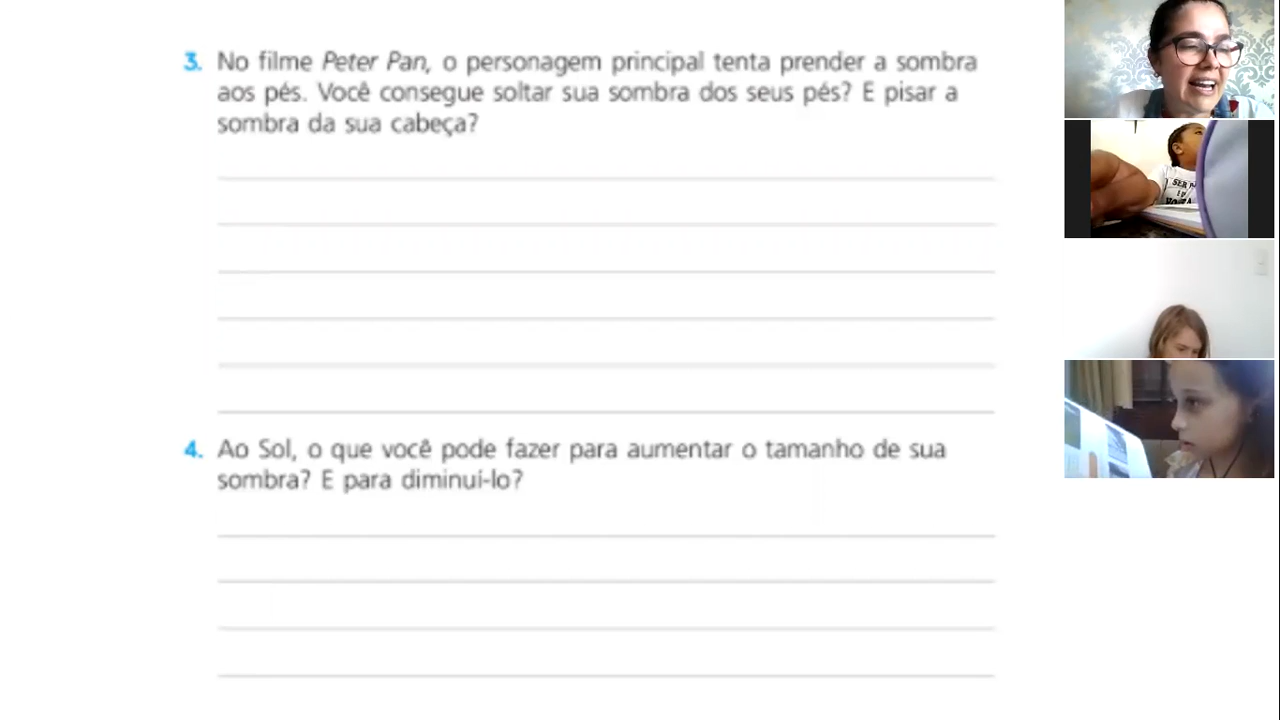 3. No filme Peter Pan, o personagem principal tenta prender a sombra
aos pés. Você consegue soltar sua sombra dos seus pés? E pisar a
sombra da sua cabeça?
4. Ao Sol, o que você pode fazer para aumentar o tamanho de sua
sombra? E para diminuí-lo?
SER